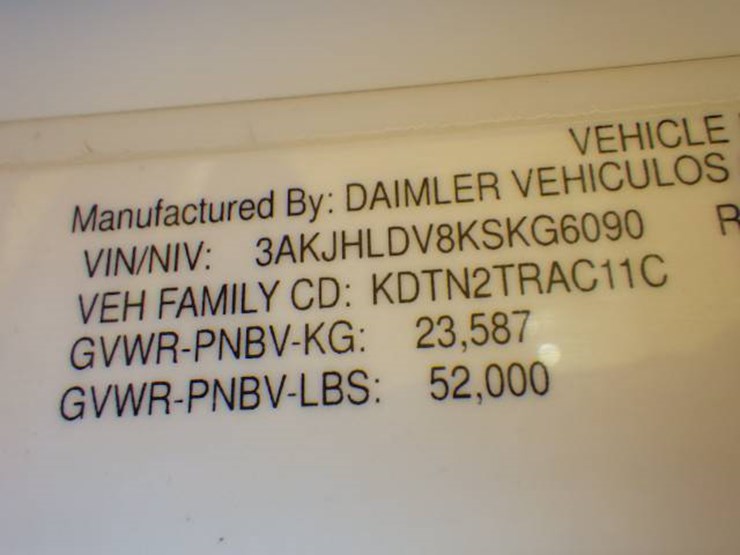 VEHICLE
Manufactured By: DAIMLER VEHICULOS
VIN/NIV: 3AKJHLDV8KSKG6090 R
VEH FAMILY CD: KDTN2TRAC11C
GVWR-PNBV-KG: 23,587
GVWR-PNBV-LBS: 52,000